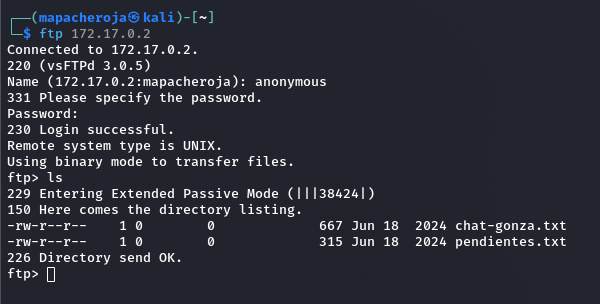 ┌──(mapacheroja㉿kali)-[~]
└─$ ftp 172.17.0.2
Connected to 172.17.0.2.
220 (vsFTPd 3.0.5)
Name (172.17.0.2:mapacheroja): anonymous
331 Please specify the password.
Password:
230 Login successful.
Remote system type is UNIX.
Using binary mode to transfer files.
ftp> ls
229 Entering Extended Passive Mode (|||38424|)
150 Here comes the directory listing.
-rw-r--r--    1 0        0             667 Jun 18  2024 chat-gonza.txt
-rw-r--r--    1 0        0             315 Jun 18  2024 pendientes.txt
226 Directory send OK.
ftp>